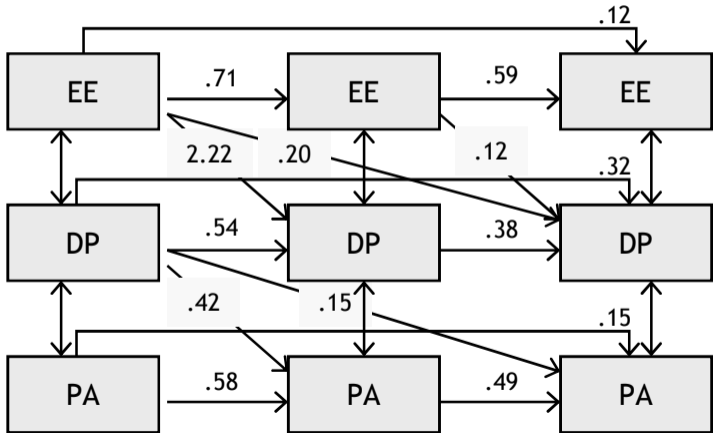 .12
EE .71 EE .59 EE
2.22 .20 .12
.32
DP .54 DP .38 DP
.42 .15
.15
PA .58 PA .49 PA